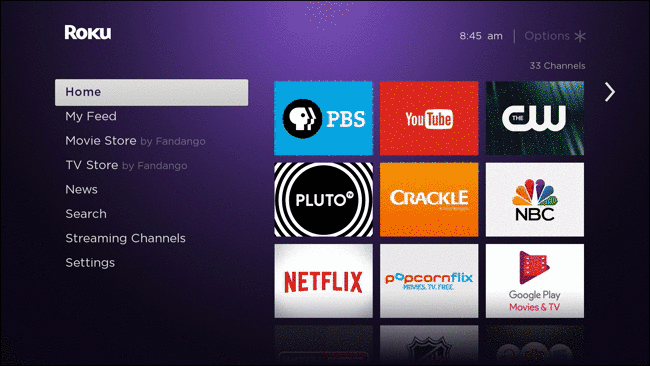 Roku
8:45 am | Options
33 Channels
Home
My Feed
Movie Store by Fandango
TV Store by Fandango
News
Search
Streaming Channels
Settings
PBS
YouTube
THE CW
PLUTO TV
CRACKLE
NBC
NETFLIX
popcornflix
MOVIES. TV. FREE.
Google Play
Movies & TV